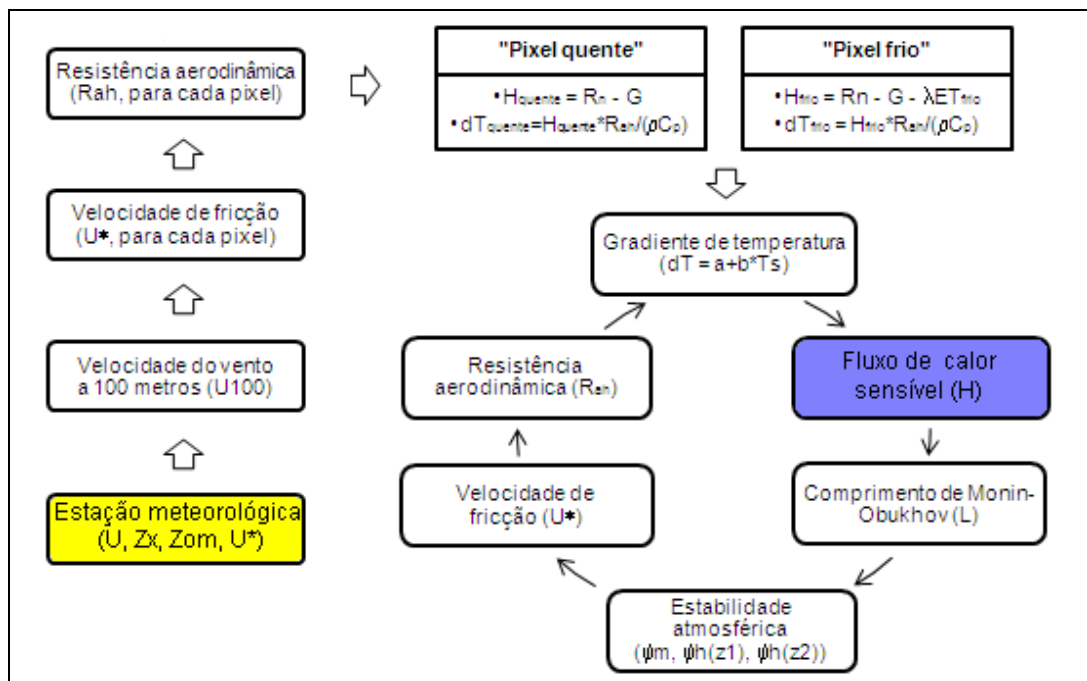 Resistência aerodinâmica
(Rah, para cada pixel)
Velocidade de fricção
(U*, para cada pixel)
Velocidade do vento
a 100 metros (U100)
Estação meteorológica
(U, Zx, Zom, U*)
"Pixel quente"
•Hquente = Rn - G
•dTquente=Hquente*Rah/(ρCp)
"Pixel frio"
•Hfrio = Rn - G - λETfrio
•dTfrio = Hfrio*Rah/(ρCp)
Gradiente de temperatura
(dT = a+b*Ts)
Fluxo de calor
sensível (H)
Comprimento de Monin-
Obukhov (L)
Estabilidade
atmosférica
(ψm, ψh(z1), ψh(z2))
Velocidade de
fricção (U*)
Resistência
aerodinâmica (Rah)